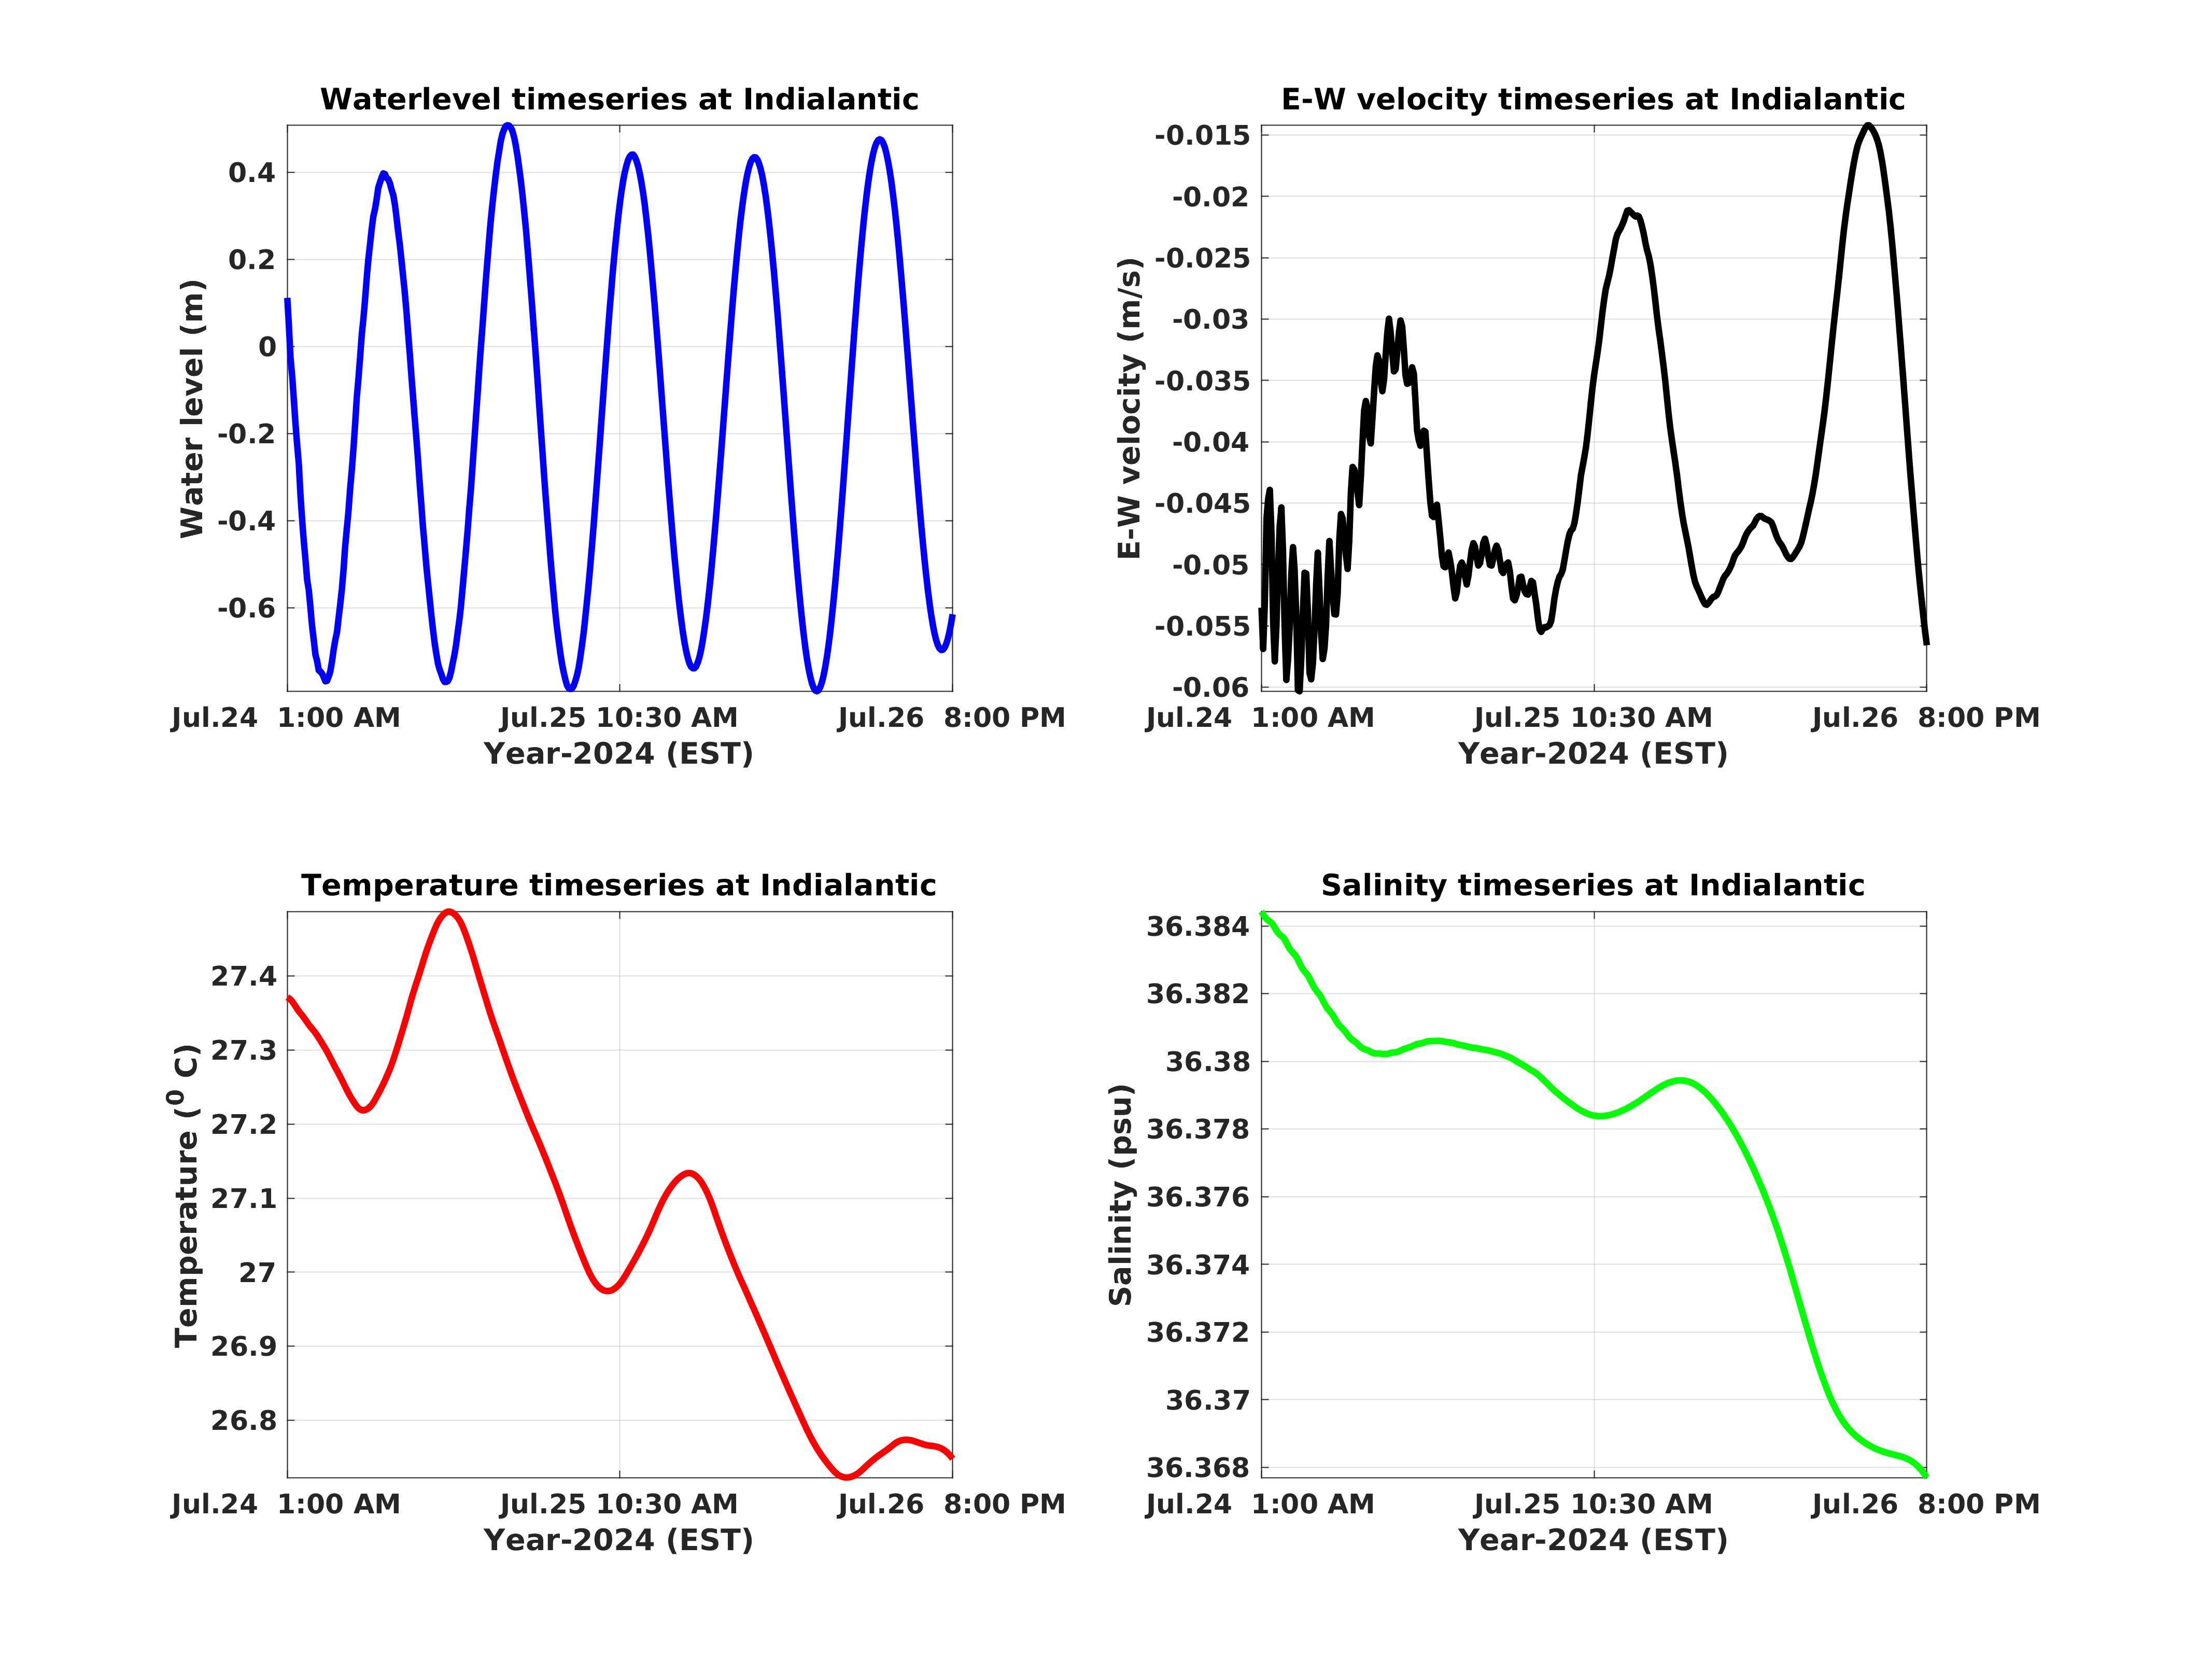 Waterlevel timeseries at Indialantic
0.4
0.2
0
-0.2
-0.4
-0.6
Water level (m)
Jul.24  1:00 AM
Jul.25 10:30 AM
Jul.26  8:00 PM
Year-2024 (EST)
E-W velocity timeseries at Indialantic
-0.015
-0.02
-0.025
-0.03
-0.035
-0.04
-0.045
-0.05
-0.055
-0.06
E-W velocity (m/s)
Jul.24  1:00 AM
Jul.25 10:30 AM
Jul.26  8:00 PM
Year-2024 (EST)
Temperature timeseries at Indialantic
27.4
27.3
27.2
27.1
27
26.9
26.8
Temperature (⁰ C)
Jul.24  1:00 AM
Jul.25 10:30 AM
Jul.26  8:00 PM
Year-2024 (EST)
Salinity timeseries at Indialantic
36.384
36.382
36.38
36.378
36.376
36.374
36.372
36.37
36.368
Salinity (psu)
Jul.24  1:00 AM
Jul.25 10:30 AM
Jul.26  8:00 PM
Year-2024 (EST)